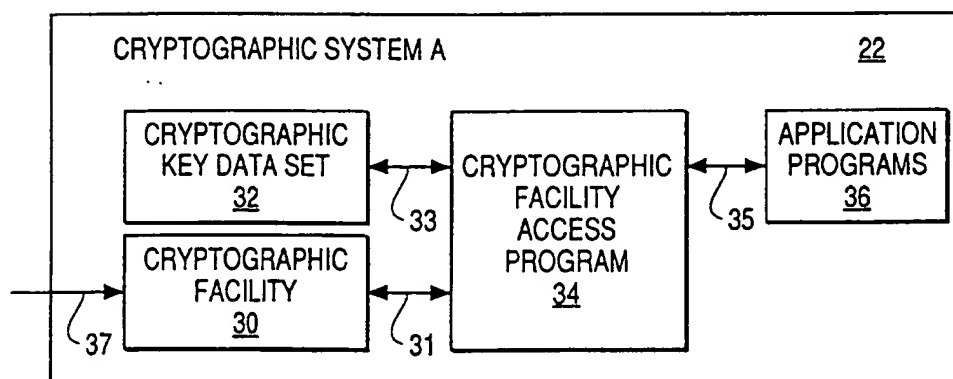 CRYPTOGRAPHIC SYSTEM A
22
CRYPTOGRAPHIC
KEY DATA SET
32
33
CRYPTOGRAPHIC
FACILITY
30
37
31
CRYPTOGRAPHIC
FACILITY
ACCESS
PROGRAM
34
35
APPLICATION
PROGRAMS
36